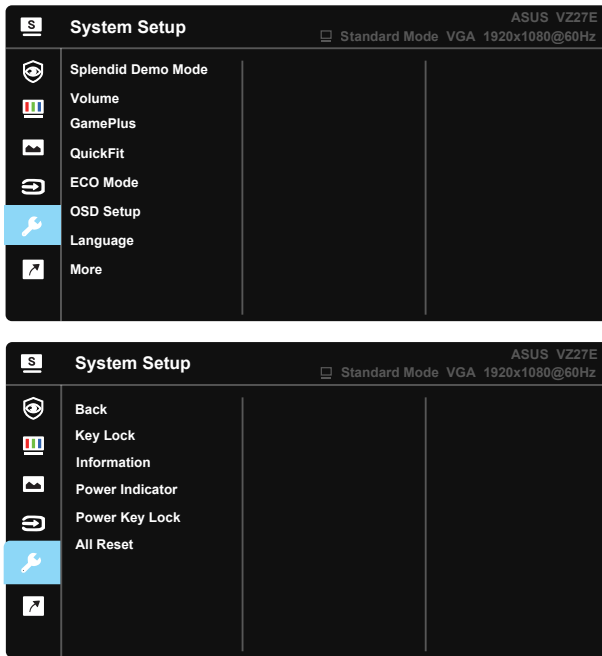 S
System Setup
ASUS VZ27E
Standard Mode VGA 1920x1080@60Hz
Splendid Demo Mode
Volume
GamePlus
QuickFit
ECO Mode
OSD Setup
Language
More
S
System Setup
ASUS VZ27E
Standard Mode VGA 1920x1080@60Hz
Back
Key Lock
Information
Power Indicator
Power Key Lock
All Reset